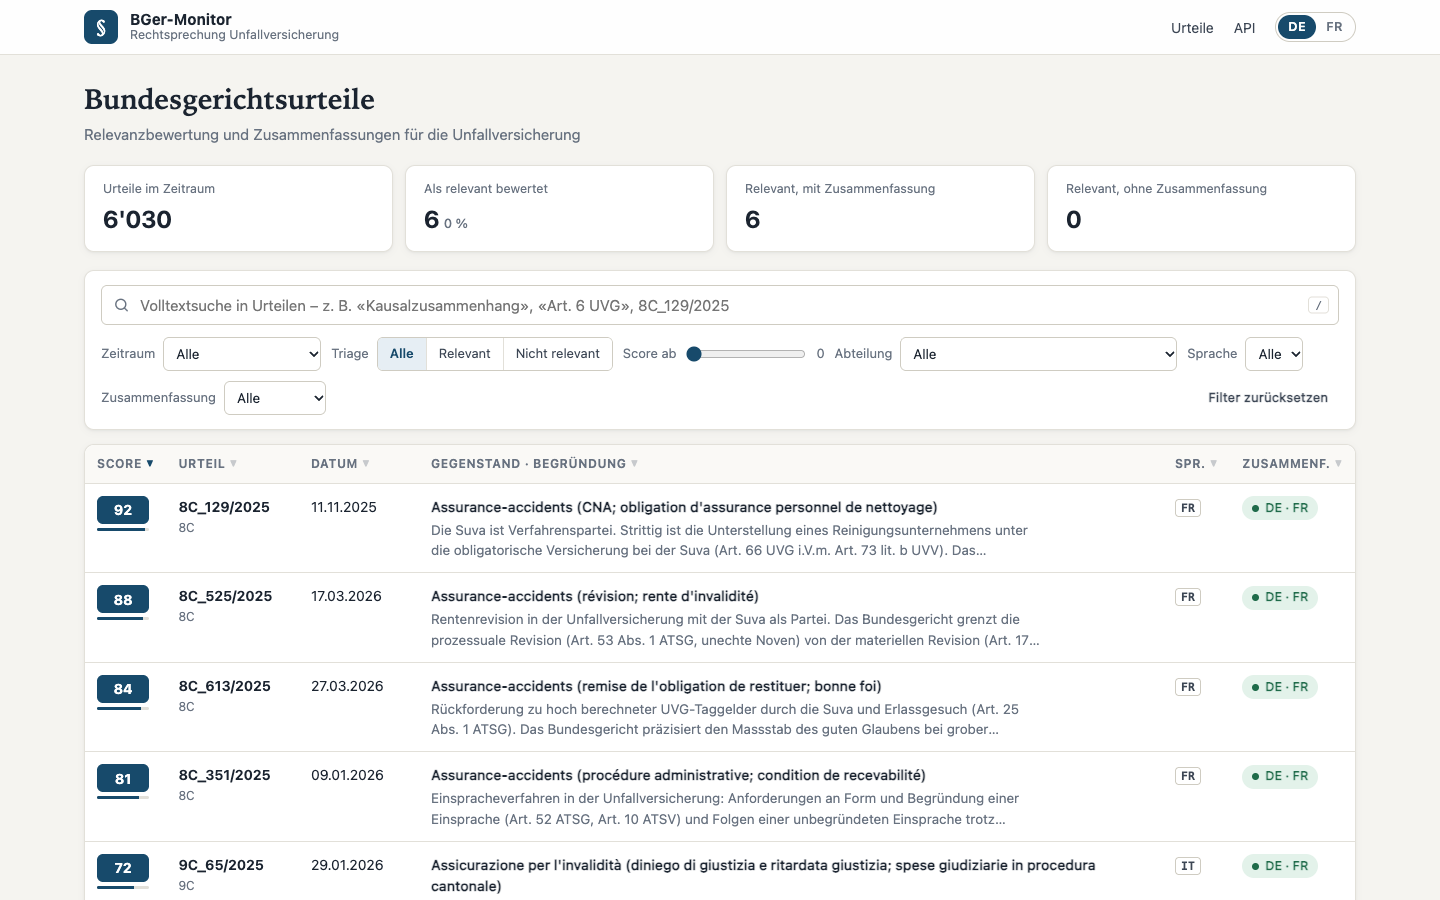 §
BGer-Monitor
Rechtsprechung Unfallversicherung
Urteile API DE FR
Bundesgerichtsurteile
Relevanzbewertung und Zusammenfassungen für die Unfallversicherung
Urteile im Zeitraum
6'030
Als relevant bewertet
6 0 %
Relevant, mit Zusammenfassung
6
Relevant, ohne Zusammenfassung
0
Volltextsuche in Urteilen – z. B. «Kausalzusammenhang», «Art. 6 UVG», 8C_129/2025 /
Zeitraum Alle Triage Alle Relevant Nicht relevant Score ab 0 Abteilung Alle Sprache Alle
Zusammenfassung Alle Filter zurücksetzen
SCORE ▼ URTEIL ▼ DATUM ▼ GEGENSTAND · BEGRÜNDUNG ▼ SPR. ▼ ZUSAMMENF. ▼
92 8C_129/2025 11.11.2025 Assurance-accidents (CNA; obligation d'assurance personnel de nettoyage) FR DE · FR
8C Die Suva ist Verfahrenspartei. Strittig ist die Unterstellung eines Reinigungsunternehmens unter
die obligatorische Versicherung bei der Suva (Art. 66 UVG i.V.m. Art. 73 lit. b UVV). Das…
88 8C_525/2025 17.03.2026 Assurance-accidents (révision; rente d'invalidité) FR DE · FR
8C Rentenrevision in der Unfallversicherung mit der Suva als Partei. Das Bundesgericht grenzt die
prozessuale Revision (Art. 53 Abs. 1 ATSG, unechte Noven) von der materiellen Revision (Art. 17…
84 8C_613/2025 27.03.2026 Assurance-accidents (remise de l'obligation de restituer; bonne foi) FR DE · FR
8C Rückforderung zu hoch berechneter UVG-Taggelder durch die Suva und Erlassgesuch (Art. 25
Abs. 1 ATSG). Das Bundesgericht präzisiert den Massstab des guten Glaubens bei grober…
81 8C_351/2025 09.01.2026 Assurance-accidents (procédure administrative; condition de recevabilité) FR DE · FR
8C Einspracheverfahren in der Unfallversicherung: Anforderungen an Form und Begründung einer
Einsprache (Art. 52 ATSG, Art. 10 ATSV) und Folgen einer unbegründeten Einsprache trotz…
72 9C_65/2025 29.01.2026 Assicurazione per l'invalidità (diniego di giustizia e ritardata giustizia; spese giudiziarie in procedura IT DE · FR
9C cantonale)